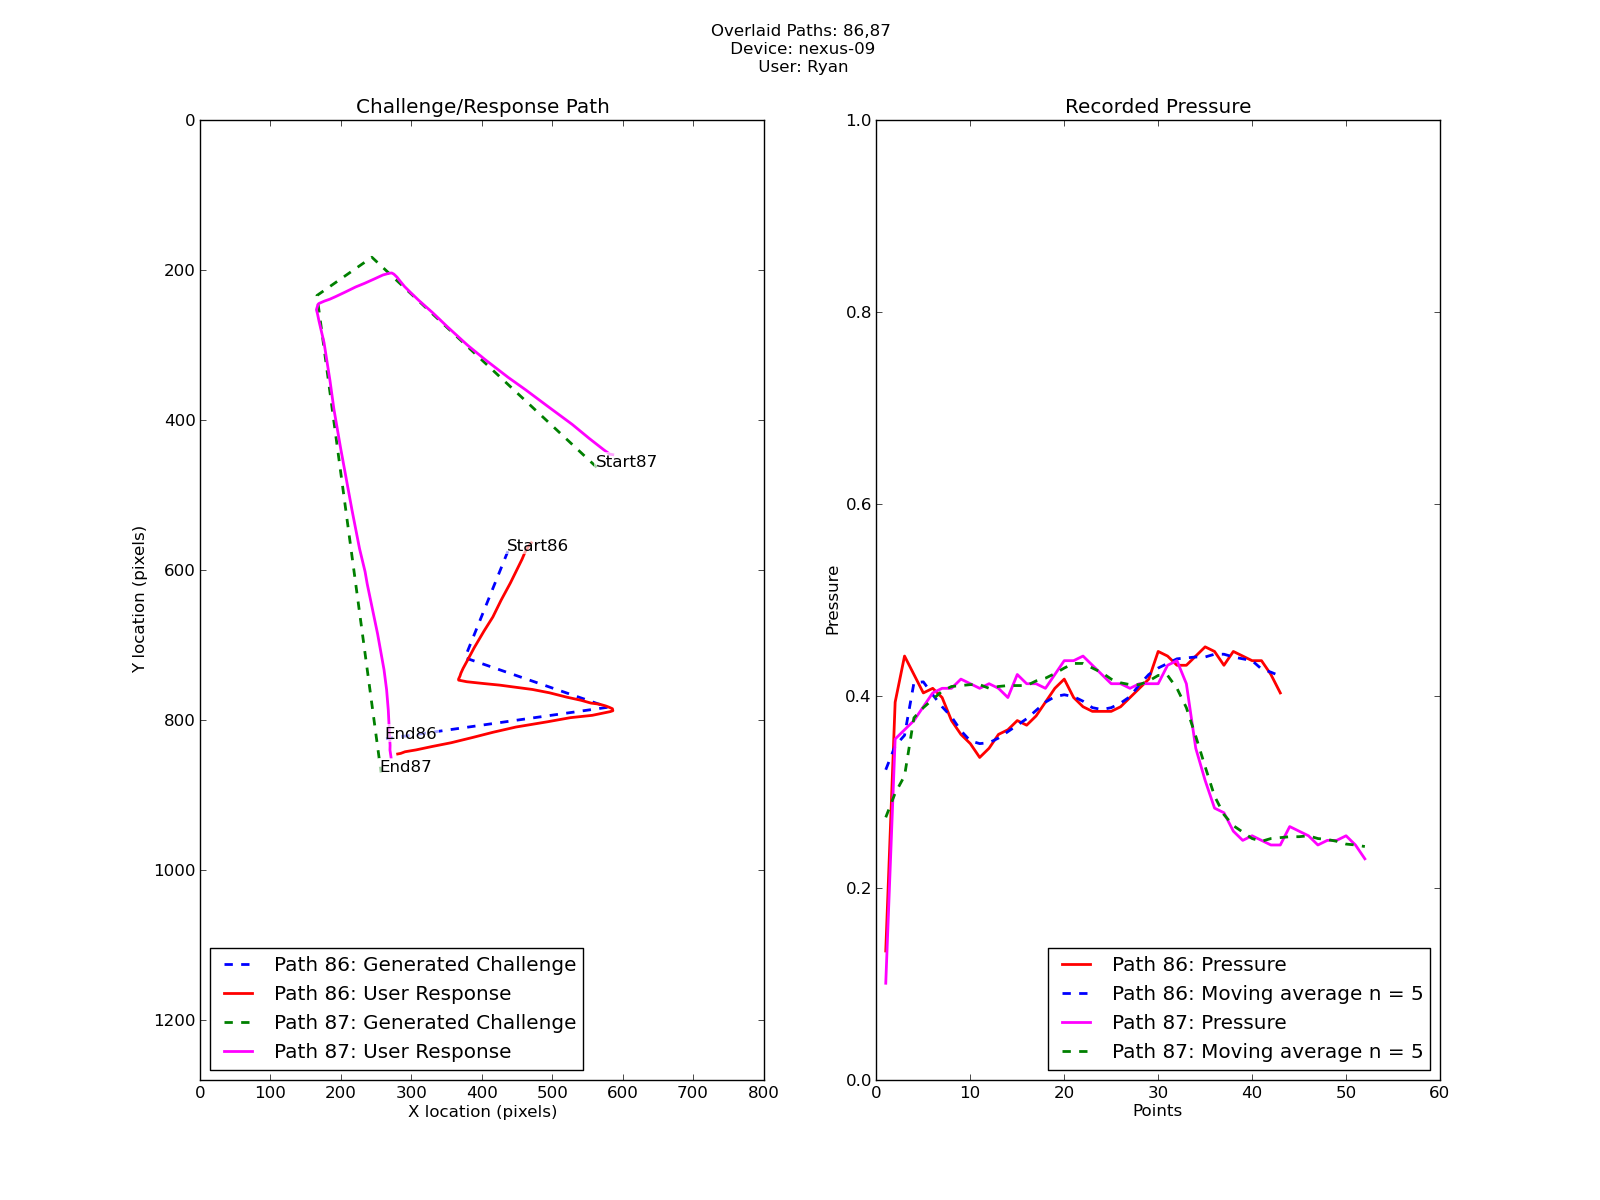 Overlaid Paths: 86,87
Device: nexus-09
User: Ryan
Challenge/Response Path
0
200
400
600
800
1000
1200
Y location (pixels)
Start87
Start86
End86
End87
Path 86: Generated Challenge
Path 86: User Response
Path 87: Generated Challenge
Path 87: User Response
0 100 200 300 400 500 600 700 800
X location (pixels)
Recorded Pressure
1.0
0.8
0.6
0.4
0.2
0.0
Pressure
Path 86: Pressure
Path 86: Moving average n = 5
Path 87: Pressure
Path 87: Moving average n = 5
0 10 20 30 40 50 60
Points